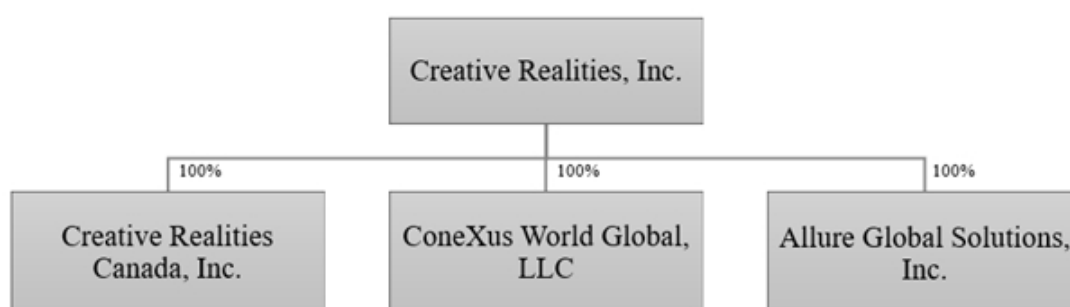 Creative Realities, Inc.
100%
100%
100%
Creative Realities
Canada, Inc.
ConeXus World Global,
LLC
Allure Global Solutions,
Inc.